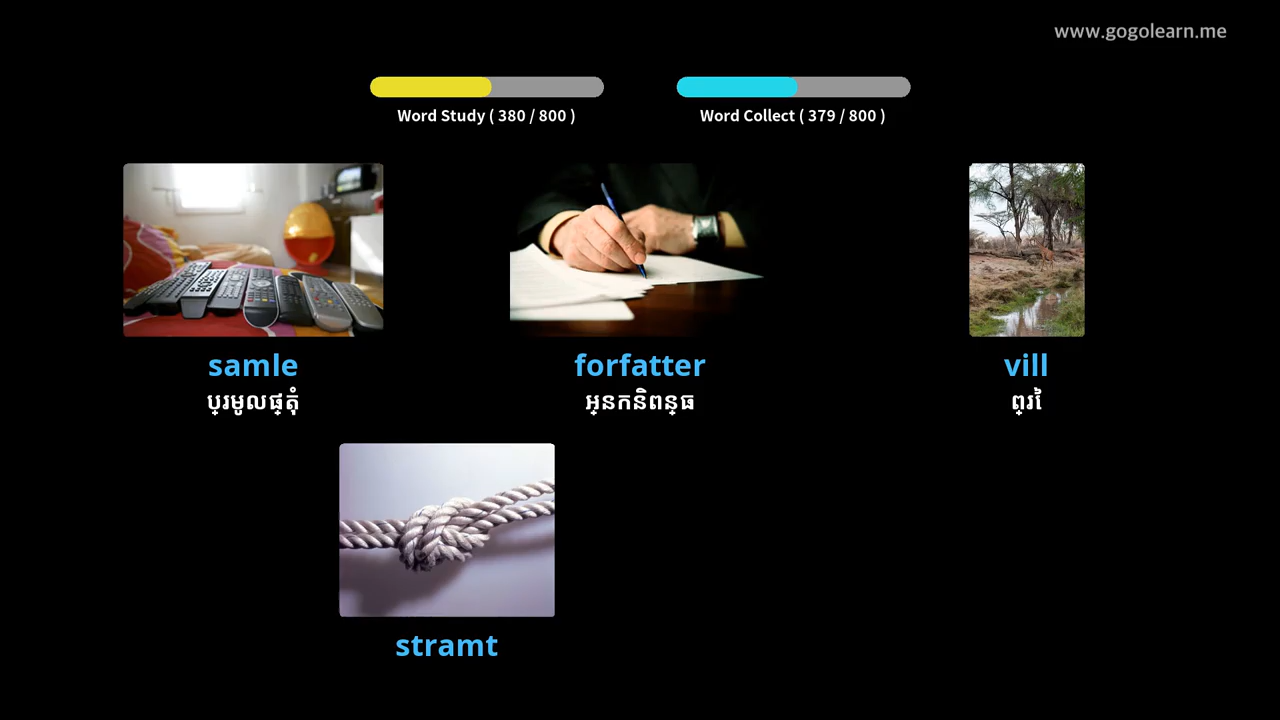 www.gogolearn.me
Word Study ( 380 / 800 )
Word Collect ( 379 / 800 )
samle
ប្រមូលផ្តុំ
forfatter
អ្នកនិពន្ធ
vill
ព្រៃ
stramt